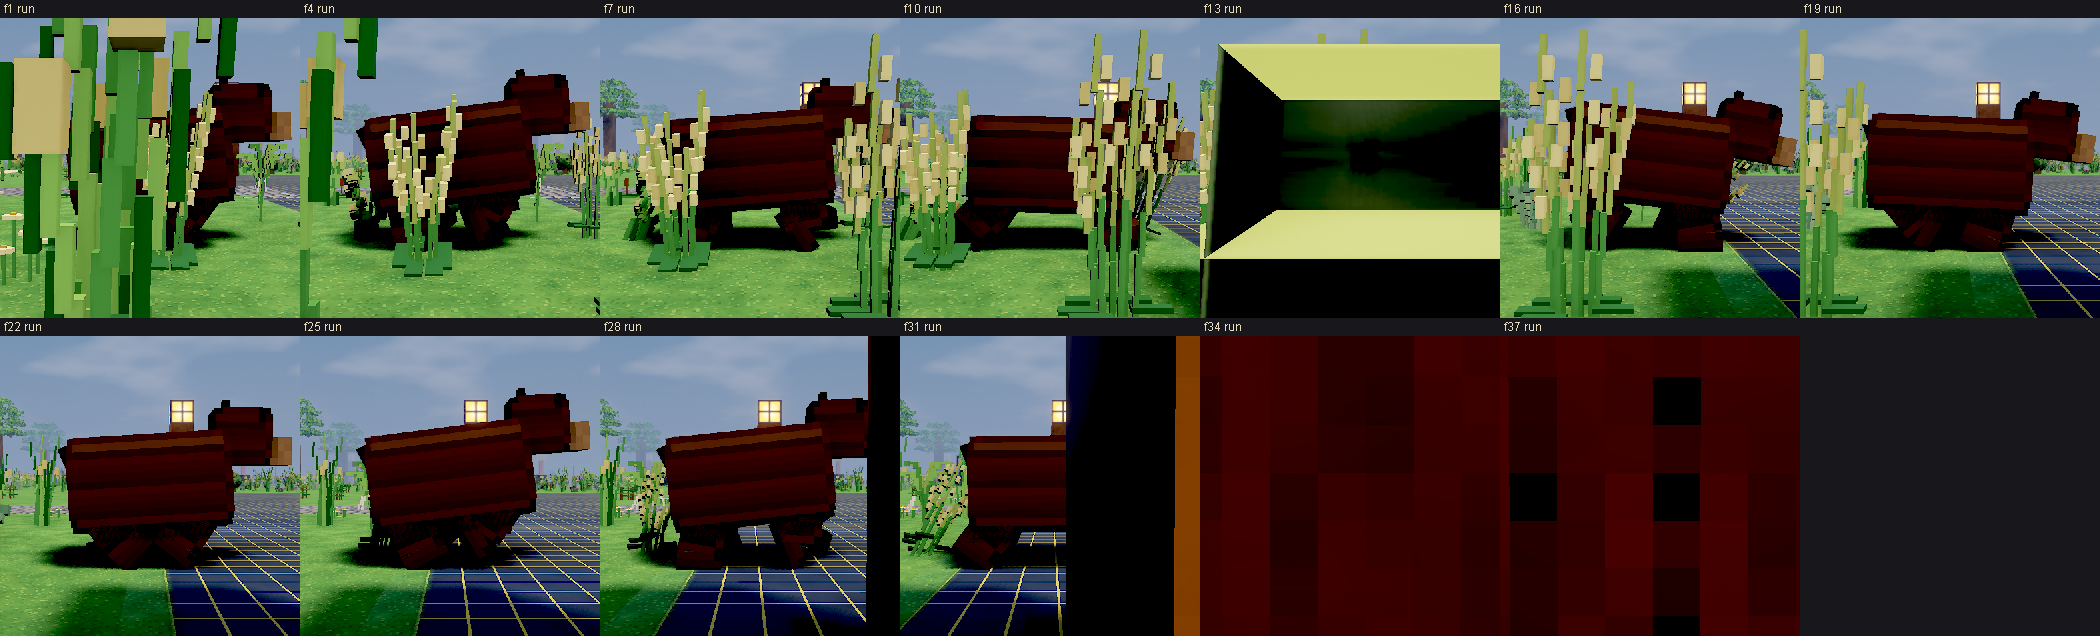 f1 run
f4 run
f7 run
f10 run
f13 run
f16 run
f19 run
f22 run
f25 run
f28 run
f31 run
f34 run
f37 run